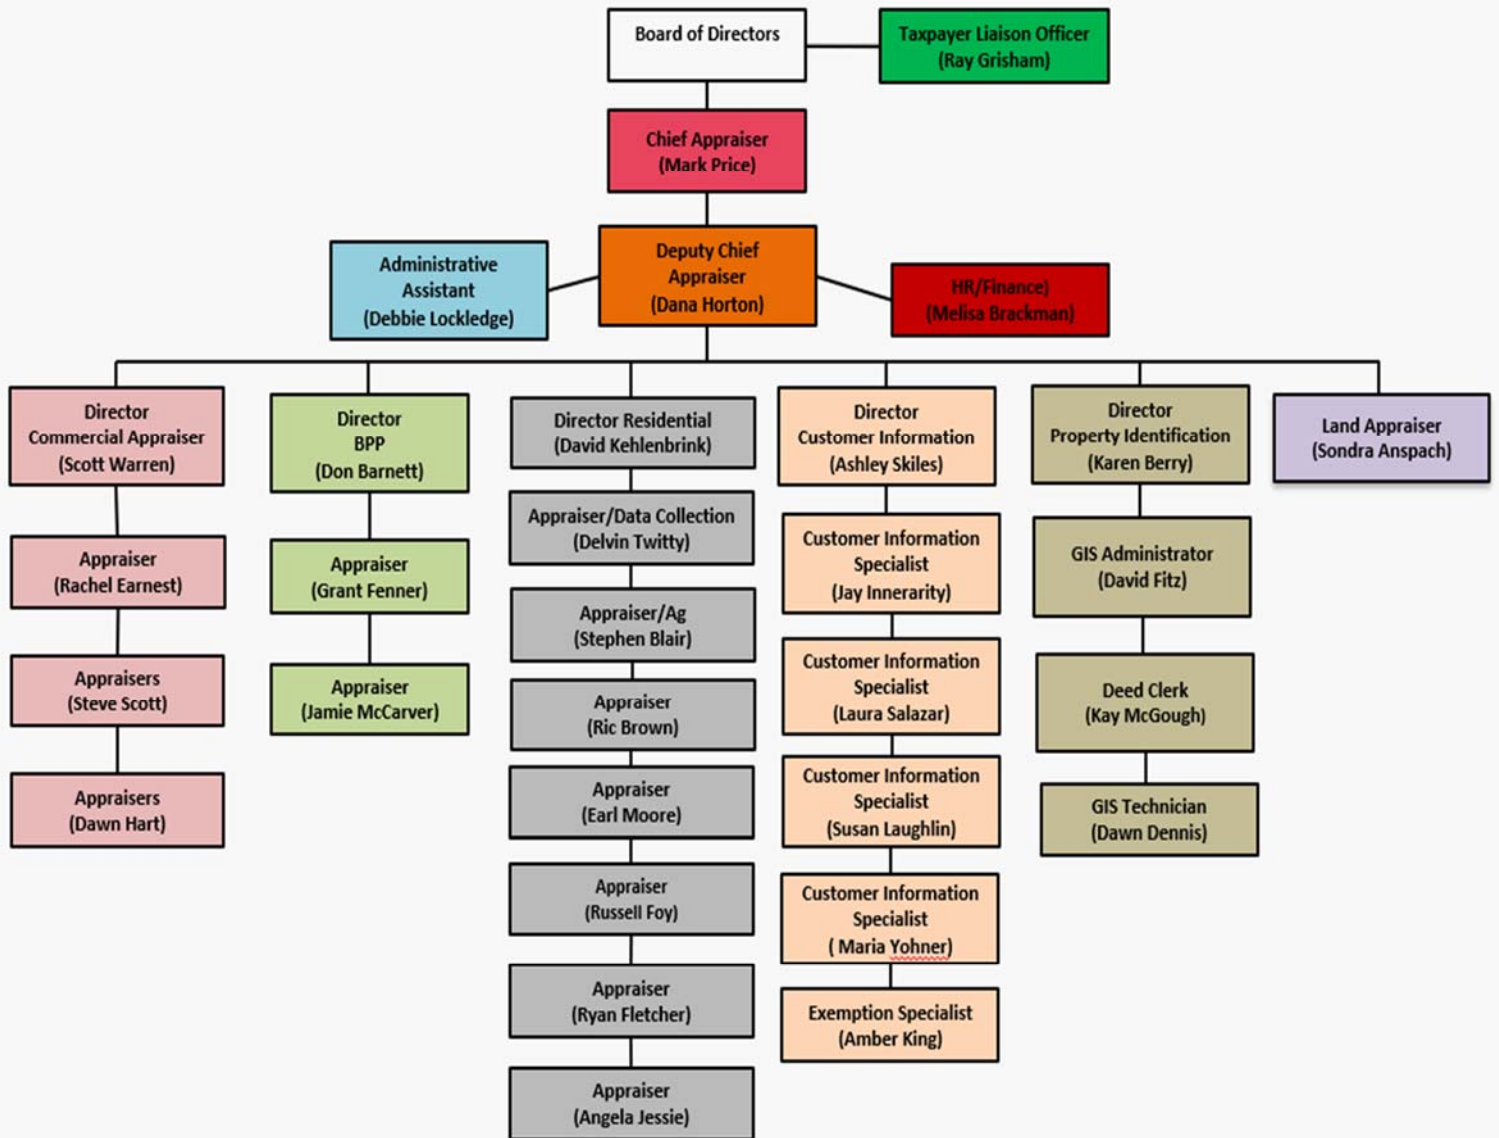 Board of Directors
Taxpayer Liaison Officer
(Ray Grisham)
Chief Appraiser
(Mark Price)
Administrative
Assistant
(Debbie Lockledge)
Deputy Chief
Appraiser
(Dana Horton)
HR/Finance)
(Melisa Brackman)
Director
Commercial Appraiser
(Scott Warren)
Appraiser
(Rachel Earnest)
Appraisers
(Steve Scott)
Appraisers
(Dawn Hart)
Director
BPP
(Don Barnett)
Appraiser
(Grant Fenner)
Appraiser
(Jamie McCarver)
Director Residential
(David Kehlenbrink)
Appraiser/Data Collection
(Delvin Twitty)
Appraiser/Ag
(Stephen Blair)
Appraiser
(Ric Brown)
Appraiser
(Earl Moore)
Appraiser
(Russell Foy)
Appraiser
(Ryan Fletcher)
Appraiser
(Angela Jessie)
Director
Customer Information
(Ashley Skiles)
Customer Information
Specialist
(Jay Innerarity)
Customer Information
Specialist
(Laura Salazar)
Customer Information
Specialist
(Susan Laughlin)
Customer Information
Specialist
( Maria Yohner)
Exemption Specialist
(Amber King)
Director
Property Identification
(Karen Berry)
GIS Administrator
(David Fitz)
Deed Clerk
(Kay McGough)
GIS Technician
(Dawn Dennis)
Land Appraiser
(Sondra Anspach)